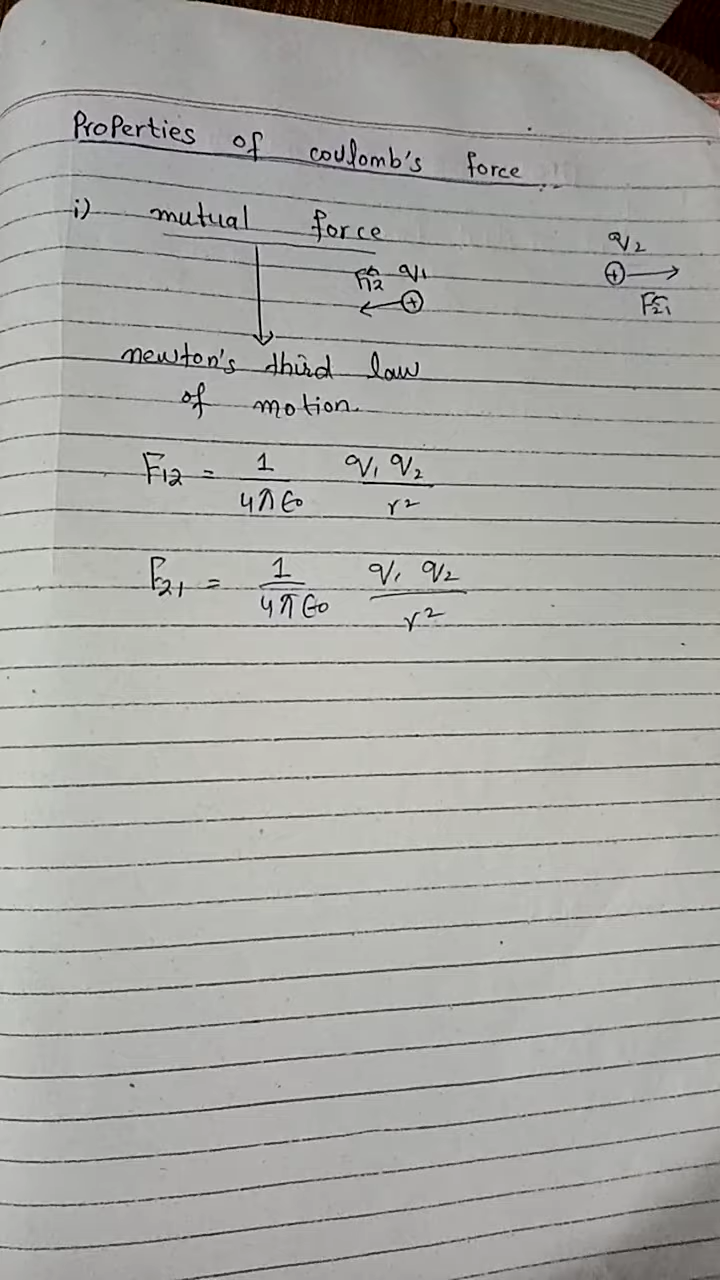 Properties of coulomb's force
i) mutual force
q2
F12 q1
⊕ →
← ⊕
F21
newton's third law
of motion.
F12 = 1/4πϵ0 q1 q2/r²
F21 = 1/4πϵ0 q1 q2/r²